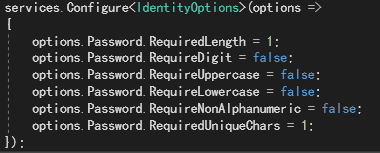 services.Configure<IdentityOptions>(options =>
{
options.Password.RequiredLength = 1;
options.Password.RequireDigit = false;
options.Password.RequireUppercase = false;
options.Password.RequireLowercase = false;
options.Password.RequireNonAlphanumeric = false;
options.Password.RequiredUniqueChars = 1;
});